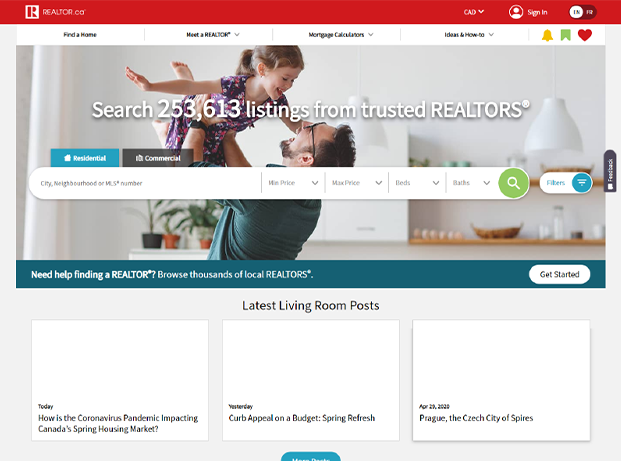 REALTOR.ca
CAD
Sign In
EN FR
Find a Home
Meet a REALTOR®
Mortgage Calculators
Ideas & How-to
Search 253,613 listings from trusted REALTORS®
Residential
Commercial
City, Neighbourhood or MLS® number
Min Price
Max Price
Beds
Baths
Filters
Feedback
Need help finding a REALTOR®? Browse thousands of local REALTORS®.
Get Started
Latest Living Room Posts
Today
How is the Coronavirus Pandemic Impacting
Canada's Spring Housing Market?
Yesterday
Curb Appeal on a Budget: Spring Refresh
Apr 29, 2020
Prague, the Czech City of Spires
More Posts